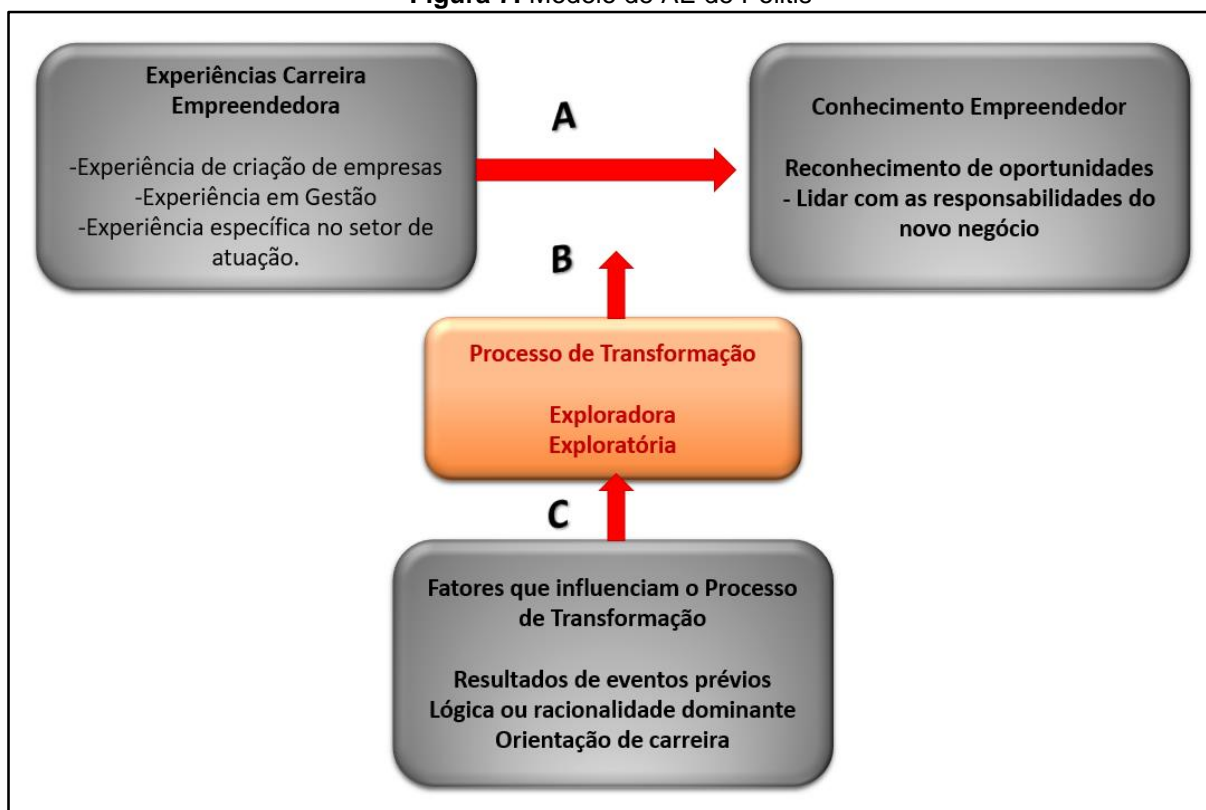 Figura 7: Modelo de AE de Politis
Experiências Carreira
Empreendedora
-Experiência de criação de empresas
-Experiência em Gestão
-Experiência específica no setor de
atuação.
A
Conhecimento Empreendedor
Reconhecimento de oportunidades
- Lidar com as responsabilidades do
novo negócio
B
Processo de Transformação
Exploradora
Exploratória
C
Fatores que influenciam o Processo
de Transformação
Resultados de eventos prévios
Lógica ou racionalidade dominante
Orientação de carreira